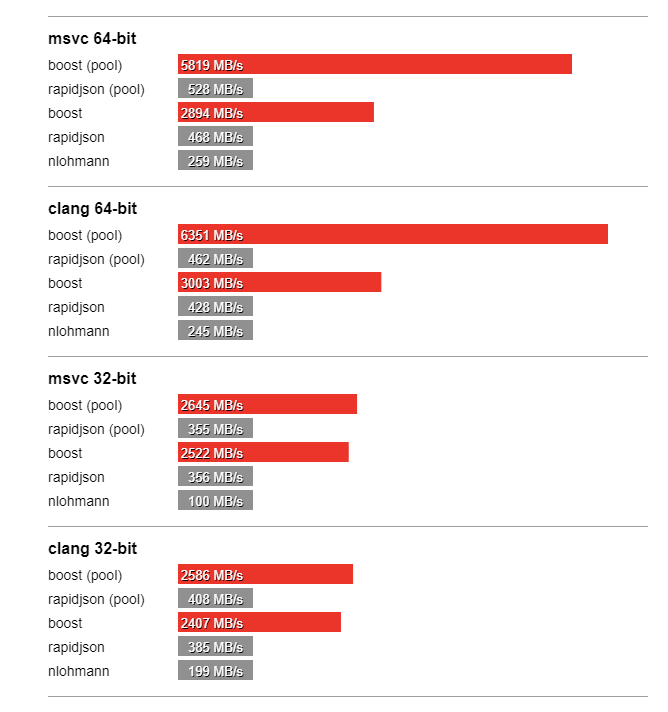 msvc 64-bit
boost (pool) 5819 MB/s
rapidjson (pool) 528 MB/s
boost 2894 MB/s
rapidjson 468 MB/s
nlohmann 259 MB/s
clang 64-bit
boost (pool) 6351 MB/s
rapidjson (pool) 462 MB/s
boost 3003 MB/s
rapidjson 428 MB/s
nlohmann 245 MB/s
msvc 32-bit
boost (pool) 2645 MB/s
rapidjson (pool) 355 MB/s
boost 2522 MB/s
rapidjson 356 MB/s
nlohmann 100 MB/s
clang 32-bit
boost (pool) 2586 MB/s
rapidjson (pool) 408 MB/s
boost 2407 MB/s
rapidjson 385 MB/s
nlohmann 199 MB/s